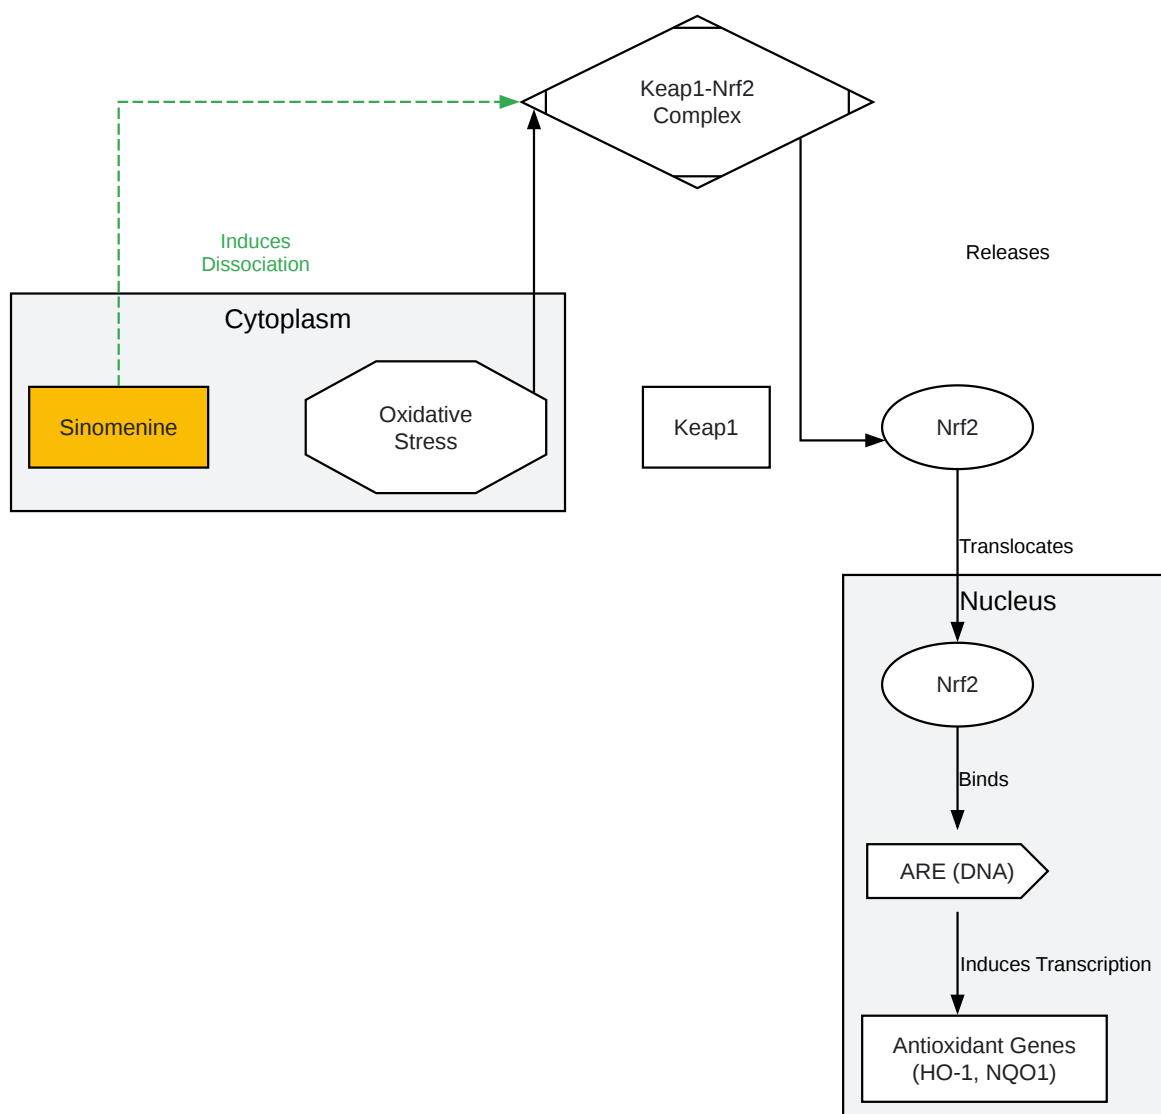 Keap1-Nrf2
Complex
Induces
Dissociation
Releases
Cytoplasm
Sinomenine
Oxidative
Stress
Keap1
Nrf2
Translocates
Nucleus
Nrf2
Binds
ARE (DNA)
Induces Transcription
Antioxidant Genes
(HO-1, NQO1)